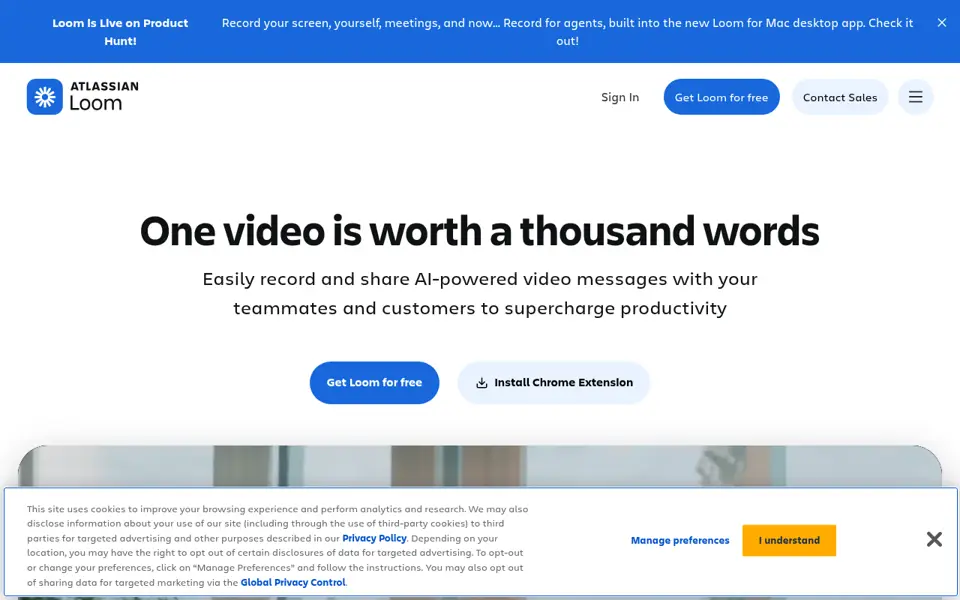 Loom is Live on Product
Hunt!
Record your screen, yourself, meetings, and now... Record for agents, built into the new Loom for Mac desktop app. Check it
out!
ATLASSIAN
Loom
Sign In
Get Loom for free
Contact Sales
One video is worth a thousand words
Easily record and share AI-powered video messages with your
teammates and customers to supercharge productivity
Get Loom for free
Install Chrome Extension
This site uses cookies to improve your browsing experience and perform analytics and research. We may also
disclose information about your use of our site (including through the use of third-party cookies) to third
parties for targeted advertising and other purposes described in our Privacy Policy. Depending on your
location, you may have the right to opt out of certain disclosures of data for targeted advertising. To opt-out
or change your preferences, click on “Manage Preferences” and follow the instructions. You may also opt out
of sharing data for targeted marketing via the Global Privacy Control.
Manage preferences
I understand